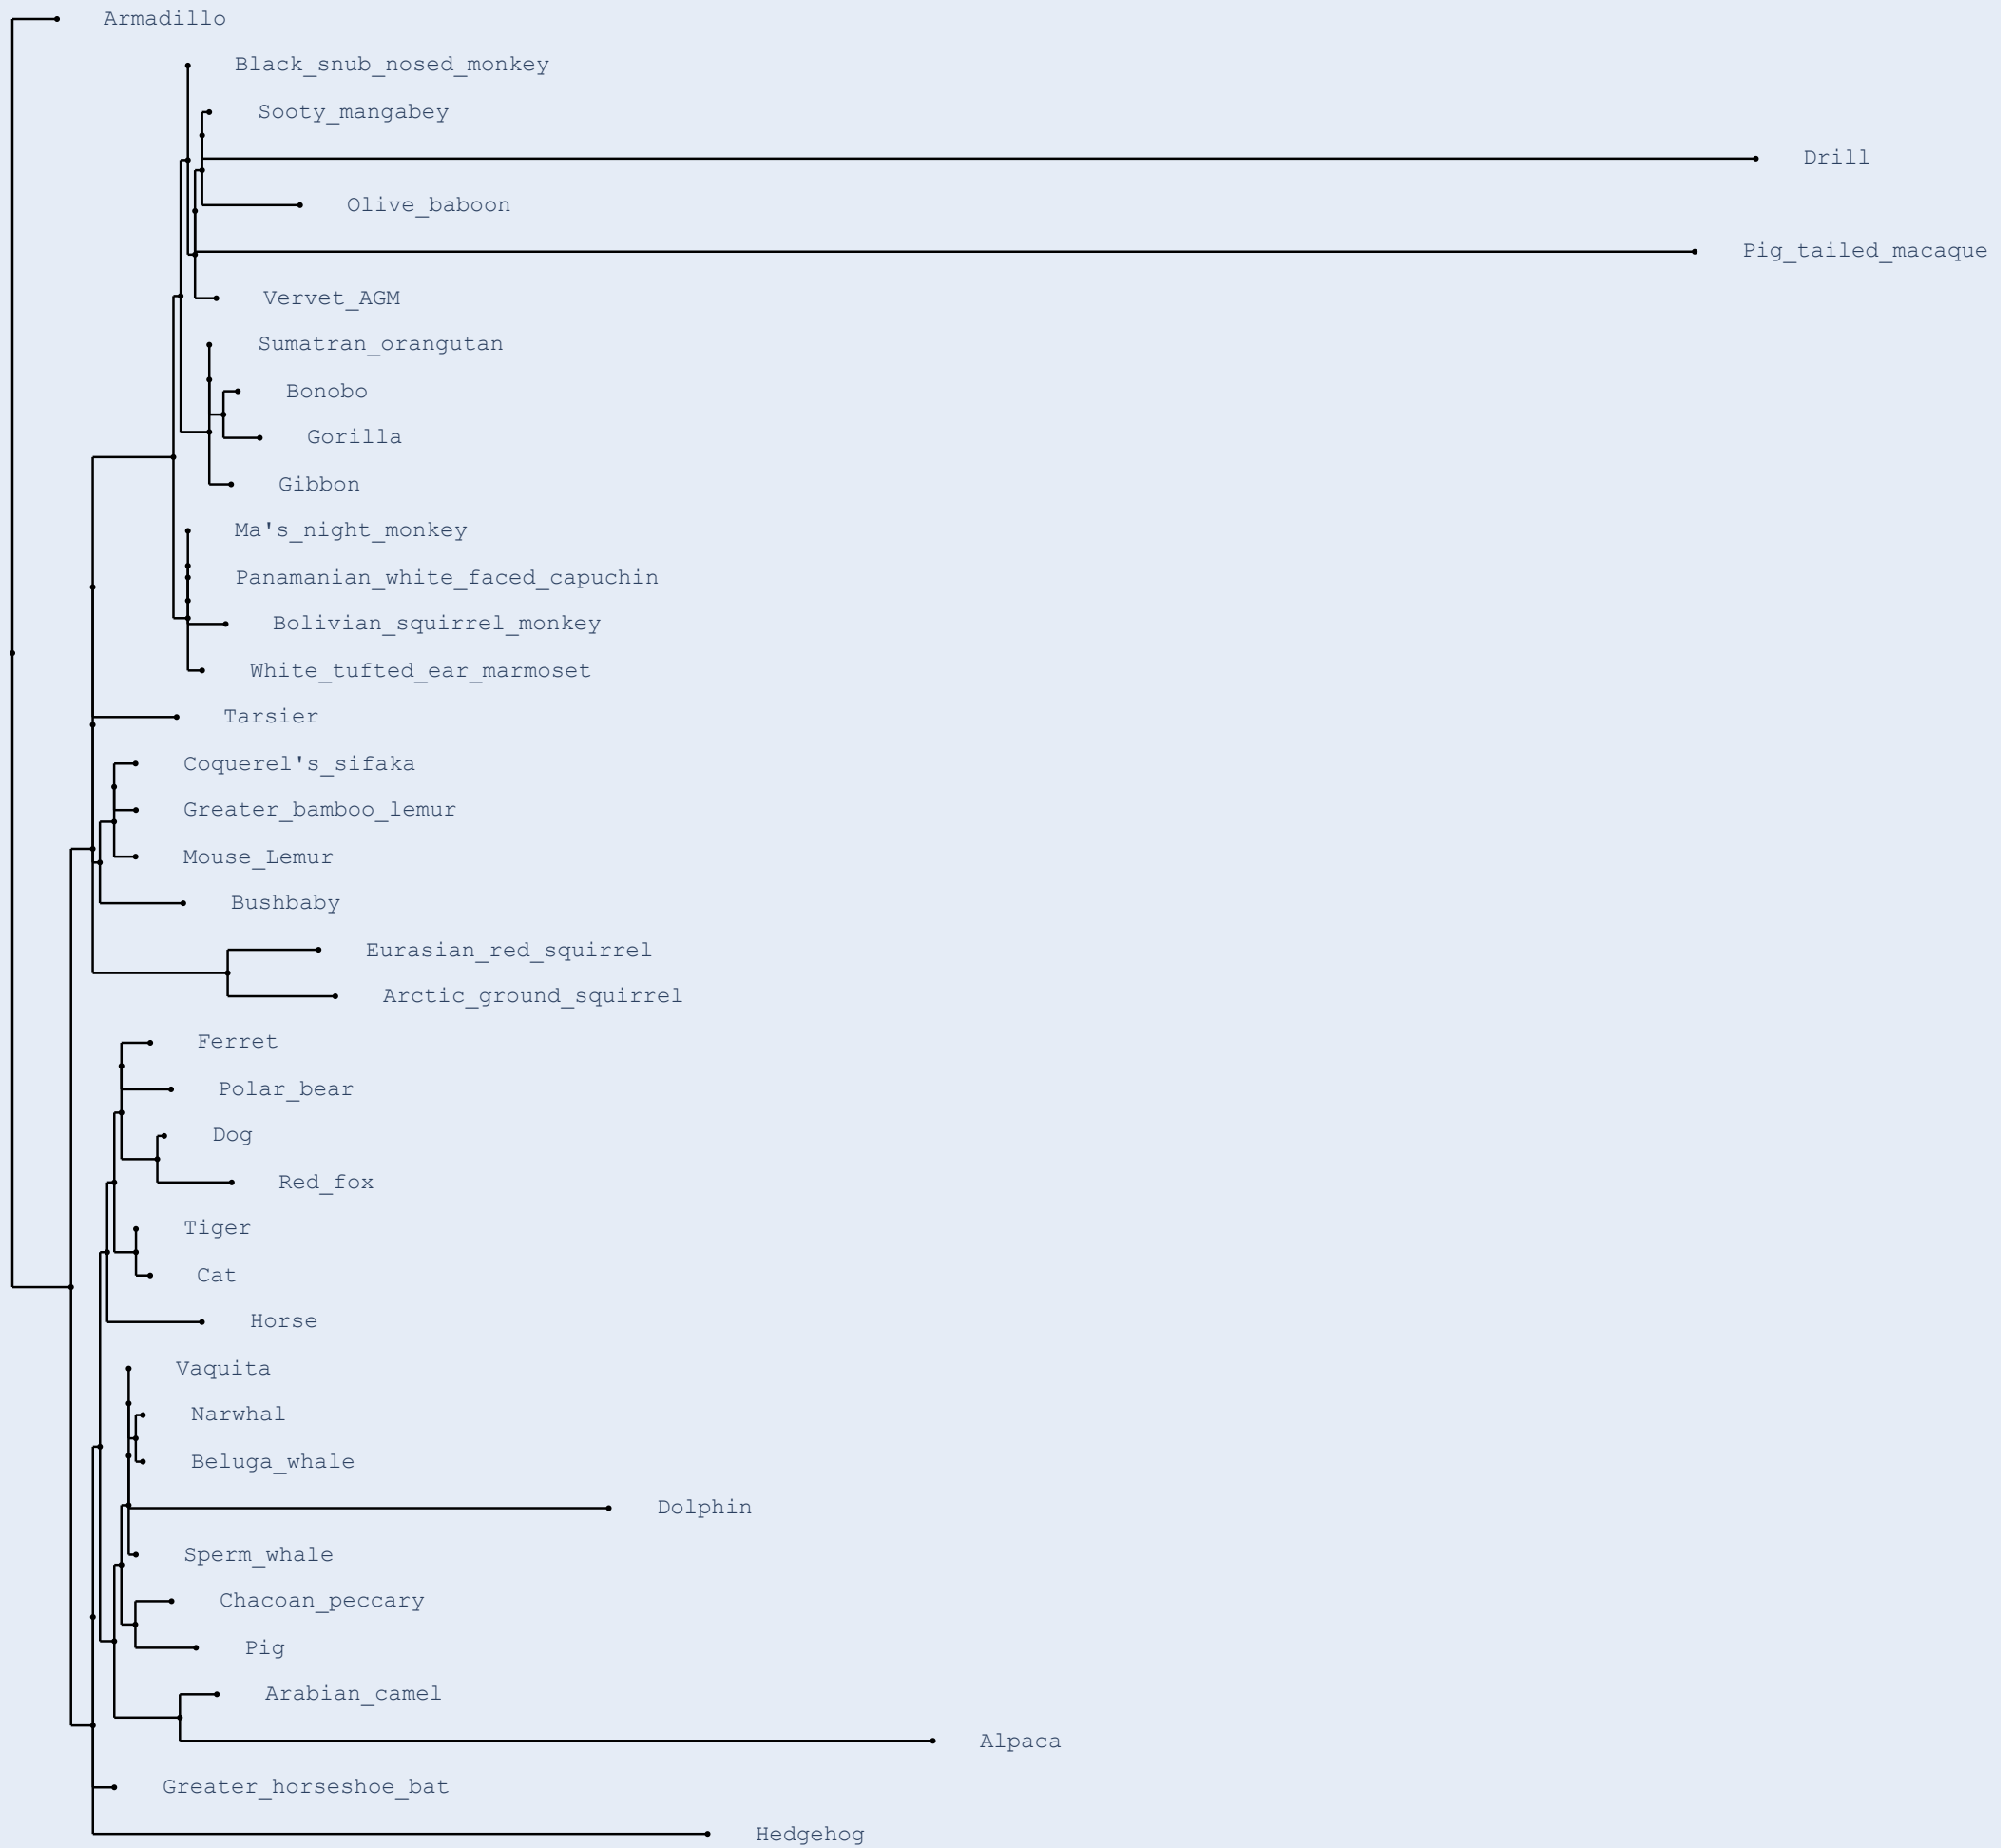 Armadillo
Black_snub_nosed_monkey
Sooty_mangabey
Drill
Olive_baboon
Pig_tailed_macaque
Vervet_AGM
Sumatran_orangutan
Bonobo
Gorilla
Gibbon
Ma's_night_monkey
Panamanian_white_faced_capuchin
Bolivian_squirrel_monkey
White_tufted_ear_marmoset
Tarsier
Coquerel's_sifaka
Greater_bamboo_lemur
Mouse_Lemur
Bushbaby
Eurasian_red_squirrel
Arctic_ground_squirrel
Ferret
Polar_bear
Dog
Red_fox
Tiger
Cat
Horse
Vaquita
Narwhal
Beluga_whale
Dolphin
Sperm_whale
Chacoan_peccary
Pig
Arabian_camel
Alpaca
Greater_horseshoe_bat
Hedgehog